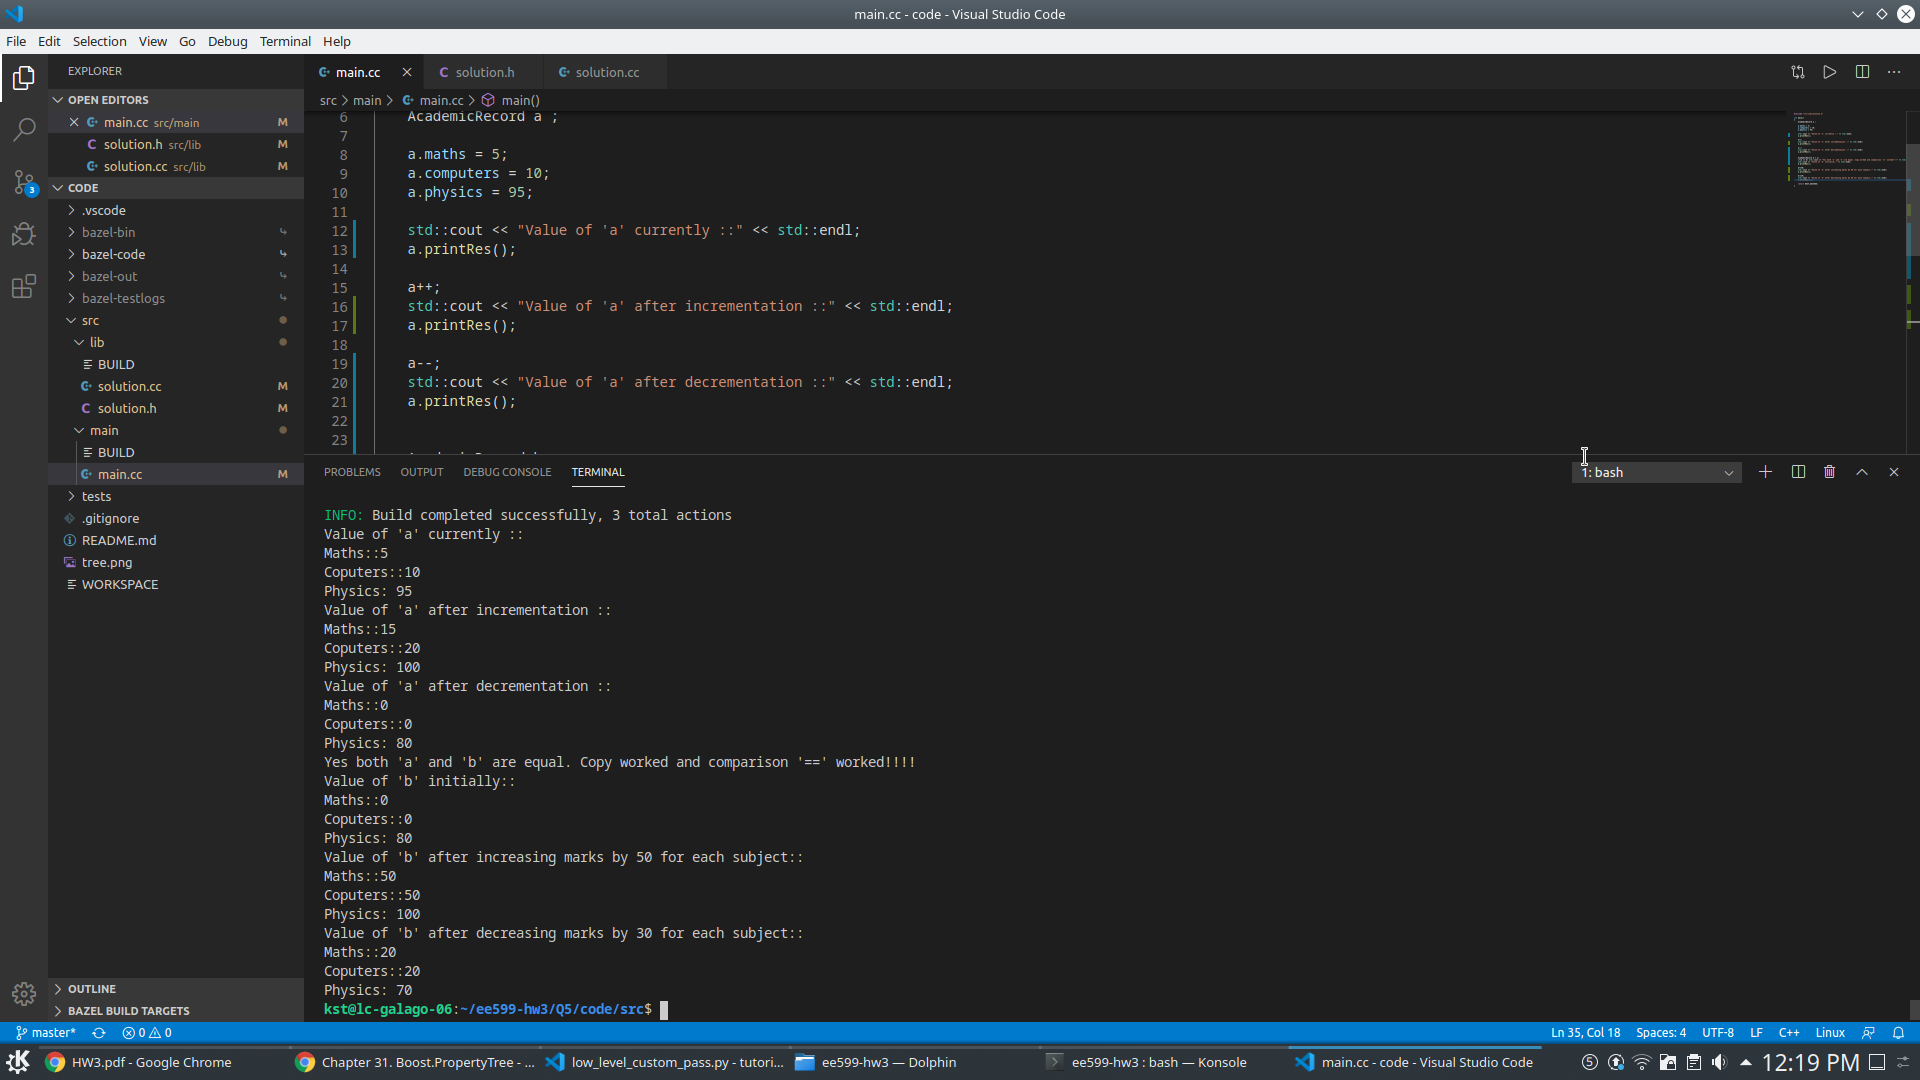 main.cc - code - Visual Studio Code
File Edit Selection View Go Debug Terminal Help
EXPLORER
OPEN EDITORS
main.cc src/main
solution.h src/lib
solution.cc src/lib
CODE
.vscode
bazel-bin
bazel-code
bazel-out
bazel-testlogs
src
lib
BUILD
solution.cc M
solution.h M
main
BUILD
main.cc M
tests
.gitignore
README.md
tree.png
WORKSPACE
OUTLINE
BAZEL BUILD TARGETS
3
main.cc solution.h solution.cc
src > main > main.cc > main()
6 AcademicRecord a ;
7
8 a.maths = 5;
9 a.computers = 10;
10 a.physics = 95;
11
12 std::cout << "Value of 'a' currently ::" << std::endl;
13 a.printRes();
14
15 a++;
16 std::cout << "Value of 'a' after incrementation ::" << std::endl;
17 a.printRes();
18
19 a--;
20 std::cout << "Value of 'a' after decrementation ::" << std::endl;
21 a.printRes();
22
23
PROBLEMS OUTPUT DEBUG CONSOLE TERMINAL 1: bash
INFO: Build completed successfully, 3 total actions
Value of 'a' currently ::
Maths::5
Coputers::10
Physics: 95
Value of 'a' after incrementation ::
Maths::15
Coputers::20
Physics: 100
Value of 'a' after decrementation ::
Maths::0
Coputers::0
Physics: 80
Yes both 'a' and 'b' are equal. Copy worked and comparison '==' worked!!!!
Value of 'b' initially::
Maths::0
Coputers::0
Physics: 80
Value of 'b' after increasing marks by 50 for each subject::
Maths::50
Coputers::50
Physics: 100
Value of 'b' after decreasing marks by 30 for each subject::
Maths::20
Coputers::20
Physics: 70
kst@lc-galago-06:~/ee599-hw3/Q5/code/src$
master* 0 0 Ln 35, Col 18 Spaces: 4 UTF-8 LF C++ Linux
HW3.pdf - Google Chrome Chapter 31. Boost.PropertyTree - ... low_level_custom_pass.py - tutori... ee599-hw3 — Dolphin ee599-hw3 : bash — Konsole main.cc - code - Visual Studio Code 5 12:19 PM